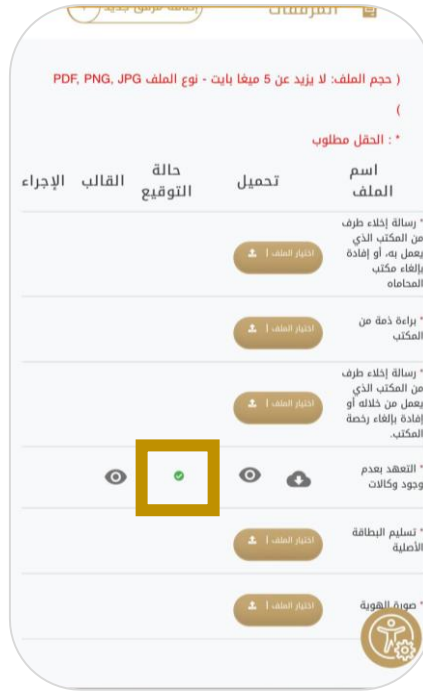 المرفقات
إضافة مرفق جديد +
( حجم الملف: لا يزيد عن 5 ميغا بايت - نوع الملف PDF, PNG, JPG
)
* : الحقل مطلوب
اسم الملف
تحميل
حالة التوقيع
القالب
الإجراء
* رسالة إخلاء طرف
من المكتب الذي
يعمل به، أو إفادة
بإلغاء مكتب
المحاماه
اختيار الملف |
* براءة ذمة من
المكتب
اختيار الملف |
* رسالة إخلاء طرف
من المكتب الذي
يعمل من خلاله أو
إفادة بإلغاء رخصة
المكتب.
اختيار الملف |
* التعهد بعدم
وجود وكالات
* تسليم البطاقة
الأصلية
اختيار الملف |
* صورة الهوية
اختيار الملف |